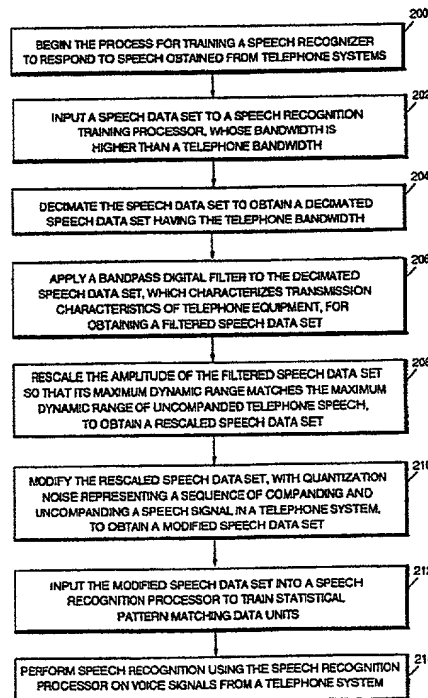 200
BEGIN THE PROCESS FOR TRAINING A SPEECH RECOGNIZER
TO RESPOND TO SPEECH OBTAINED FROM TELEPHONE SYSTEMS
202
INPUT A SPEECH DATA SET TO A SPEECH RECOGNITION
TRAINING PROCESSOR, WHOSE BANDWIDTH IS
HIGHER THAN A TELEPHONE BANDWIDTH
204
DECIMATE THE SPEECH DATA SET TO OBTAIN A DECIMATED
SPEECH DATA SET HAVING THE TELEPHONE BANDWIDTH
206
APPLY A BANDPASS DIGITAL FILTER TO THE DECIMATED
SPEECH DATA SET, WHICH CHARACTERIZES TRANSMISSION
CHARACTERISTICS OF TELEPHONE EQUIPMENT, FOR
OBTAINING A FILTERED SPEECH DATA SET
208
RESCALE THE AMPLITUDE OF THE FILTERED SPEECH DATA SET
SO THAT ITS MAXIMUM DYNAMIC RANGE MATCHES THE MAXIMUM
DYNAMIC RANGE OF UNCOMPANDED TELEPHONE SPEECH,
TO OBTAIN A RESCALED SPEECH DATA SET
210
MODIFY THE RESCALED SPEECH DATA SET, WITH QUANTIZATION
NOISE REPRESENTING A SEQUENCE OF COMPANDING AND
UNCOMPANDING A SPEECH SIGNAL IN A TELEPHONE SYSTEM,
TO OBTAIN A MODIFIED SPEECH DATA SET
212
INPUT THE MODIFIED SPEECH DATA SET INTO A SPEECH
RECOGNITION PROCESSOR TO TRAIN STATISTICAL
PATTERN MATCHING DATA UNITS
PERFORM SPEECH RECOGNITION USING THE SPEECH RECOGNITION
PROCESSOR ON VOICE SIGNALS FROM A TELEPHONE SYSTEM